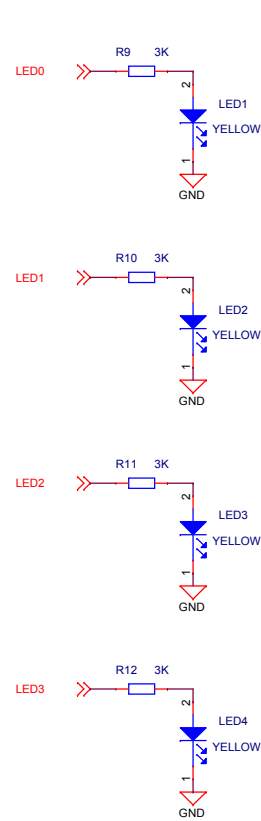 R9 3K
LED0
2
LED1
YELLOW
1
GND
R10 3K
LED1
2
LED2
YELLOW
1
GND
R11 3K
LED2
2
LED3
YELLOW
1
GND
R12 3K
LED3
2
LED4
YELLOW
1
GND